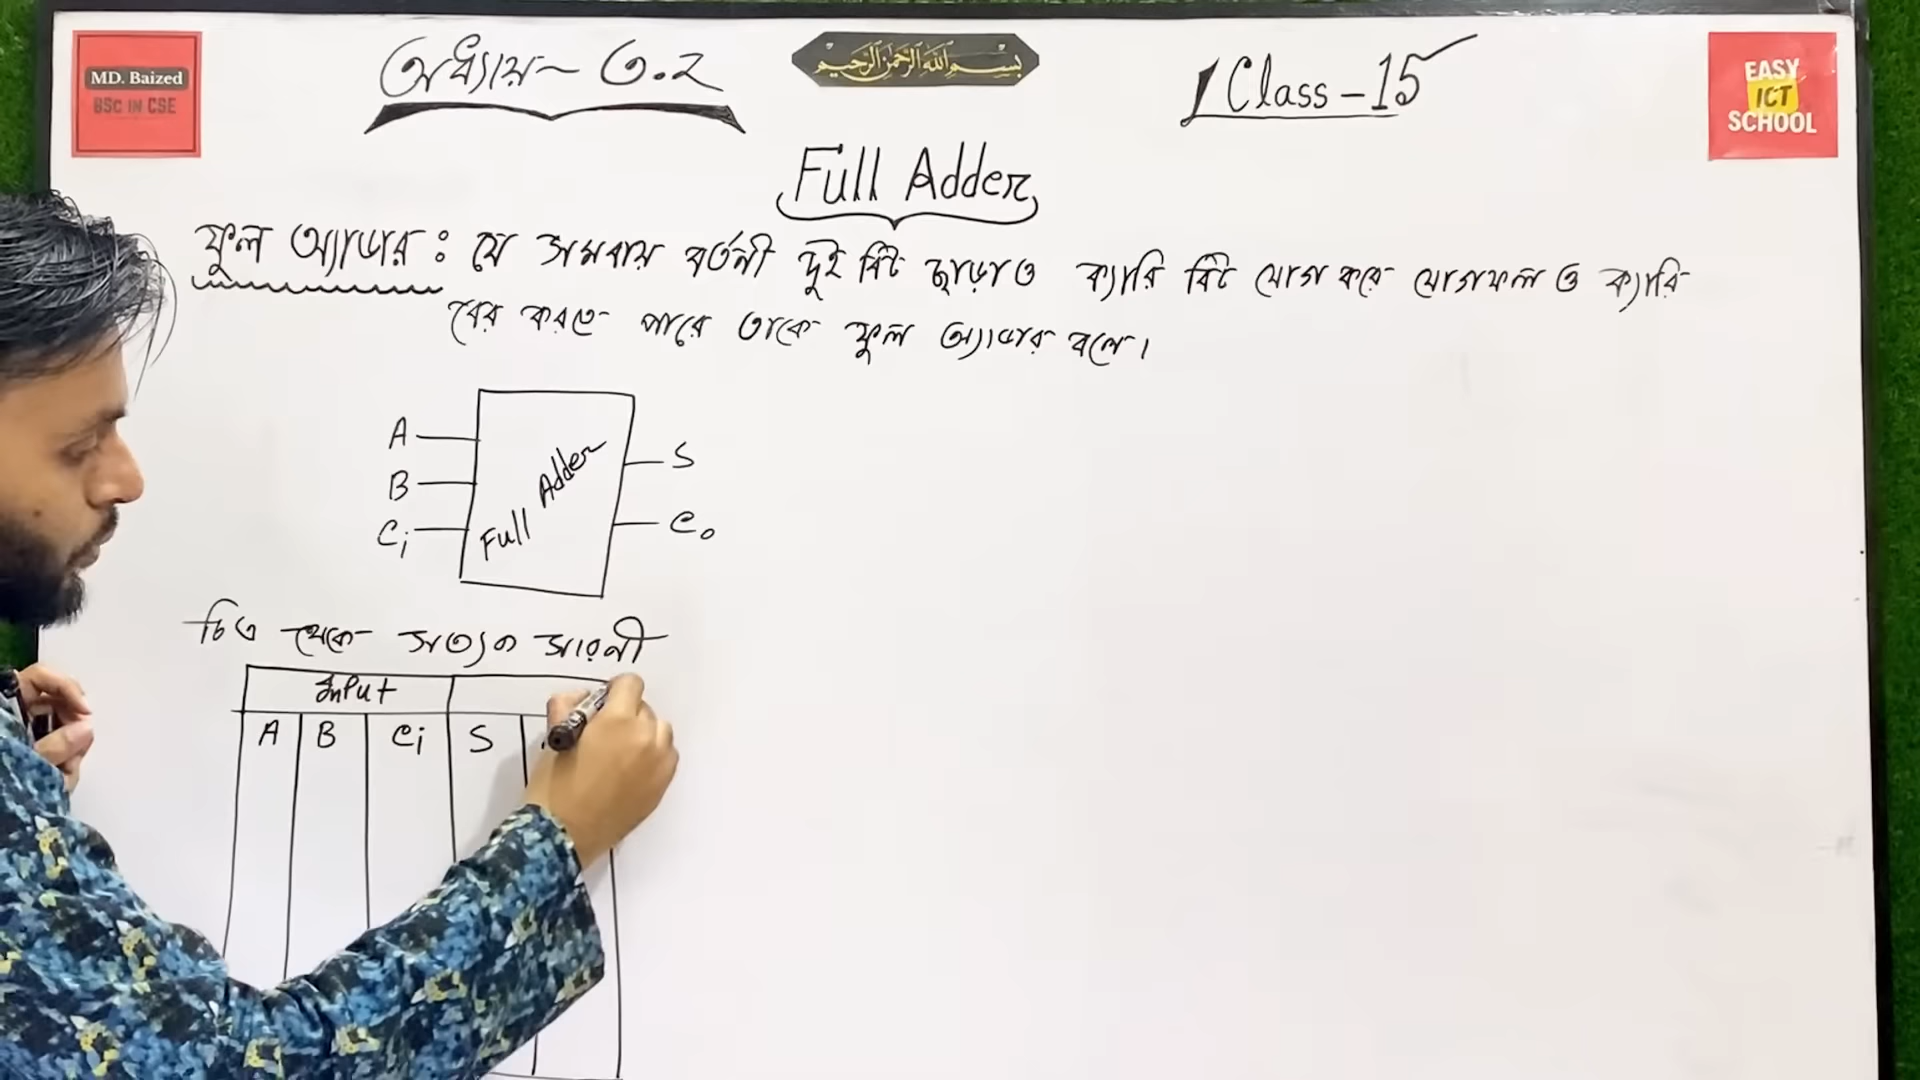 MD. Baized
BSc IN CSE
অধ্যায়- ৩.২
بسم الله الرحمن الرحيم
Class-15
EASY
ICT
SCHOOL
Full Adder
ফুল অ্যাডার : যে সমবায় বর্তনী দুই বিট ছাড়াও ক্যারি বিট যোগ করে যোগফল ও ক্যারি
বের করতে পারে তাকে ফুল অ্যাডার বলে।
A
B
Ci
Full Adder
S
Co
চিত্র থেকে সত্যক সারণী
Input
A B Ci S